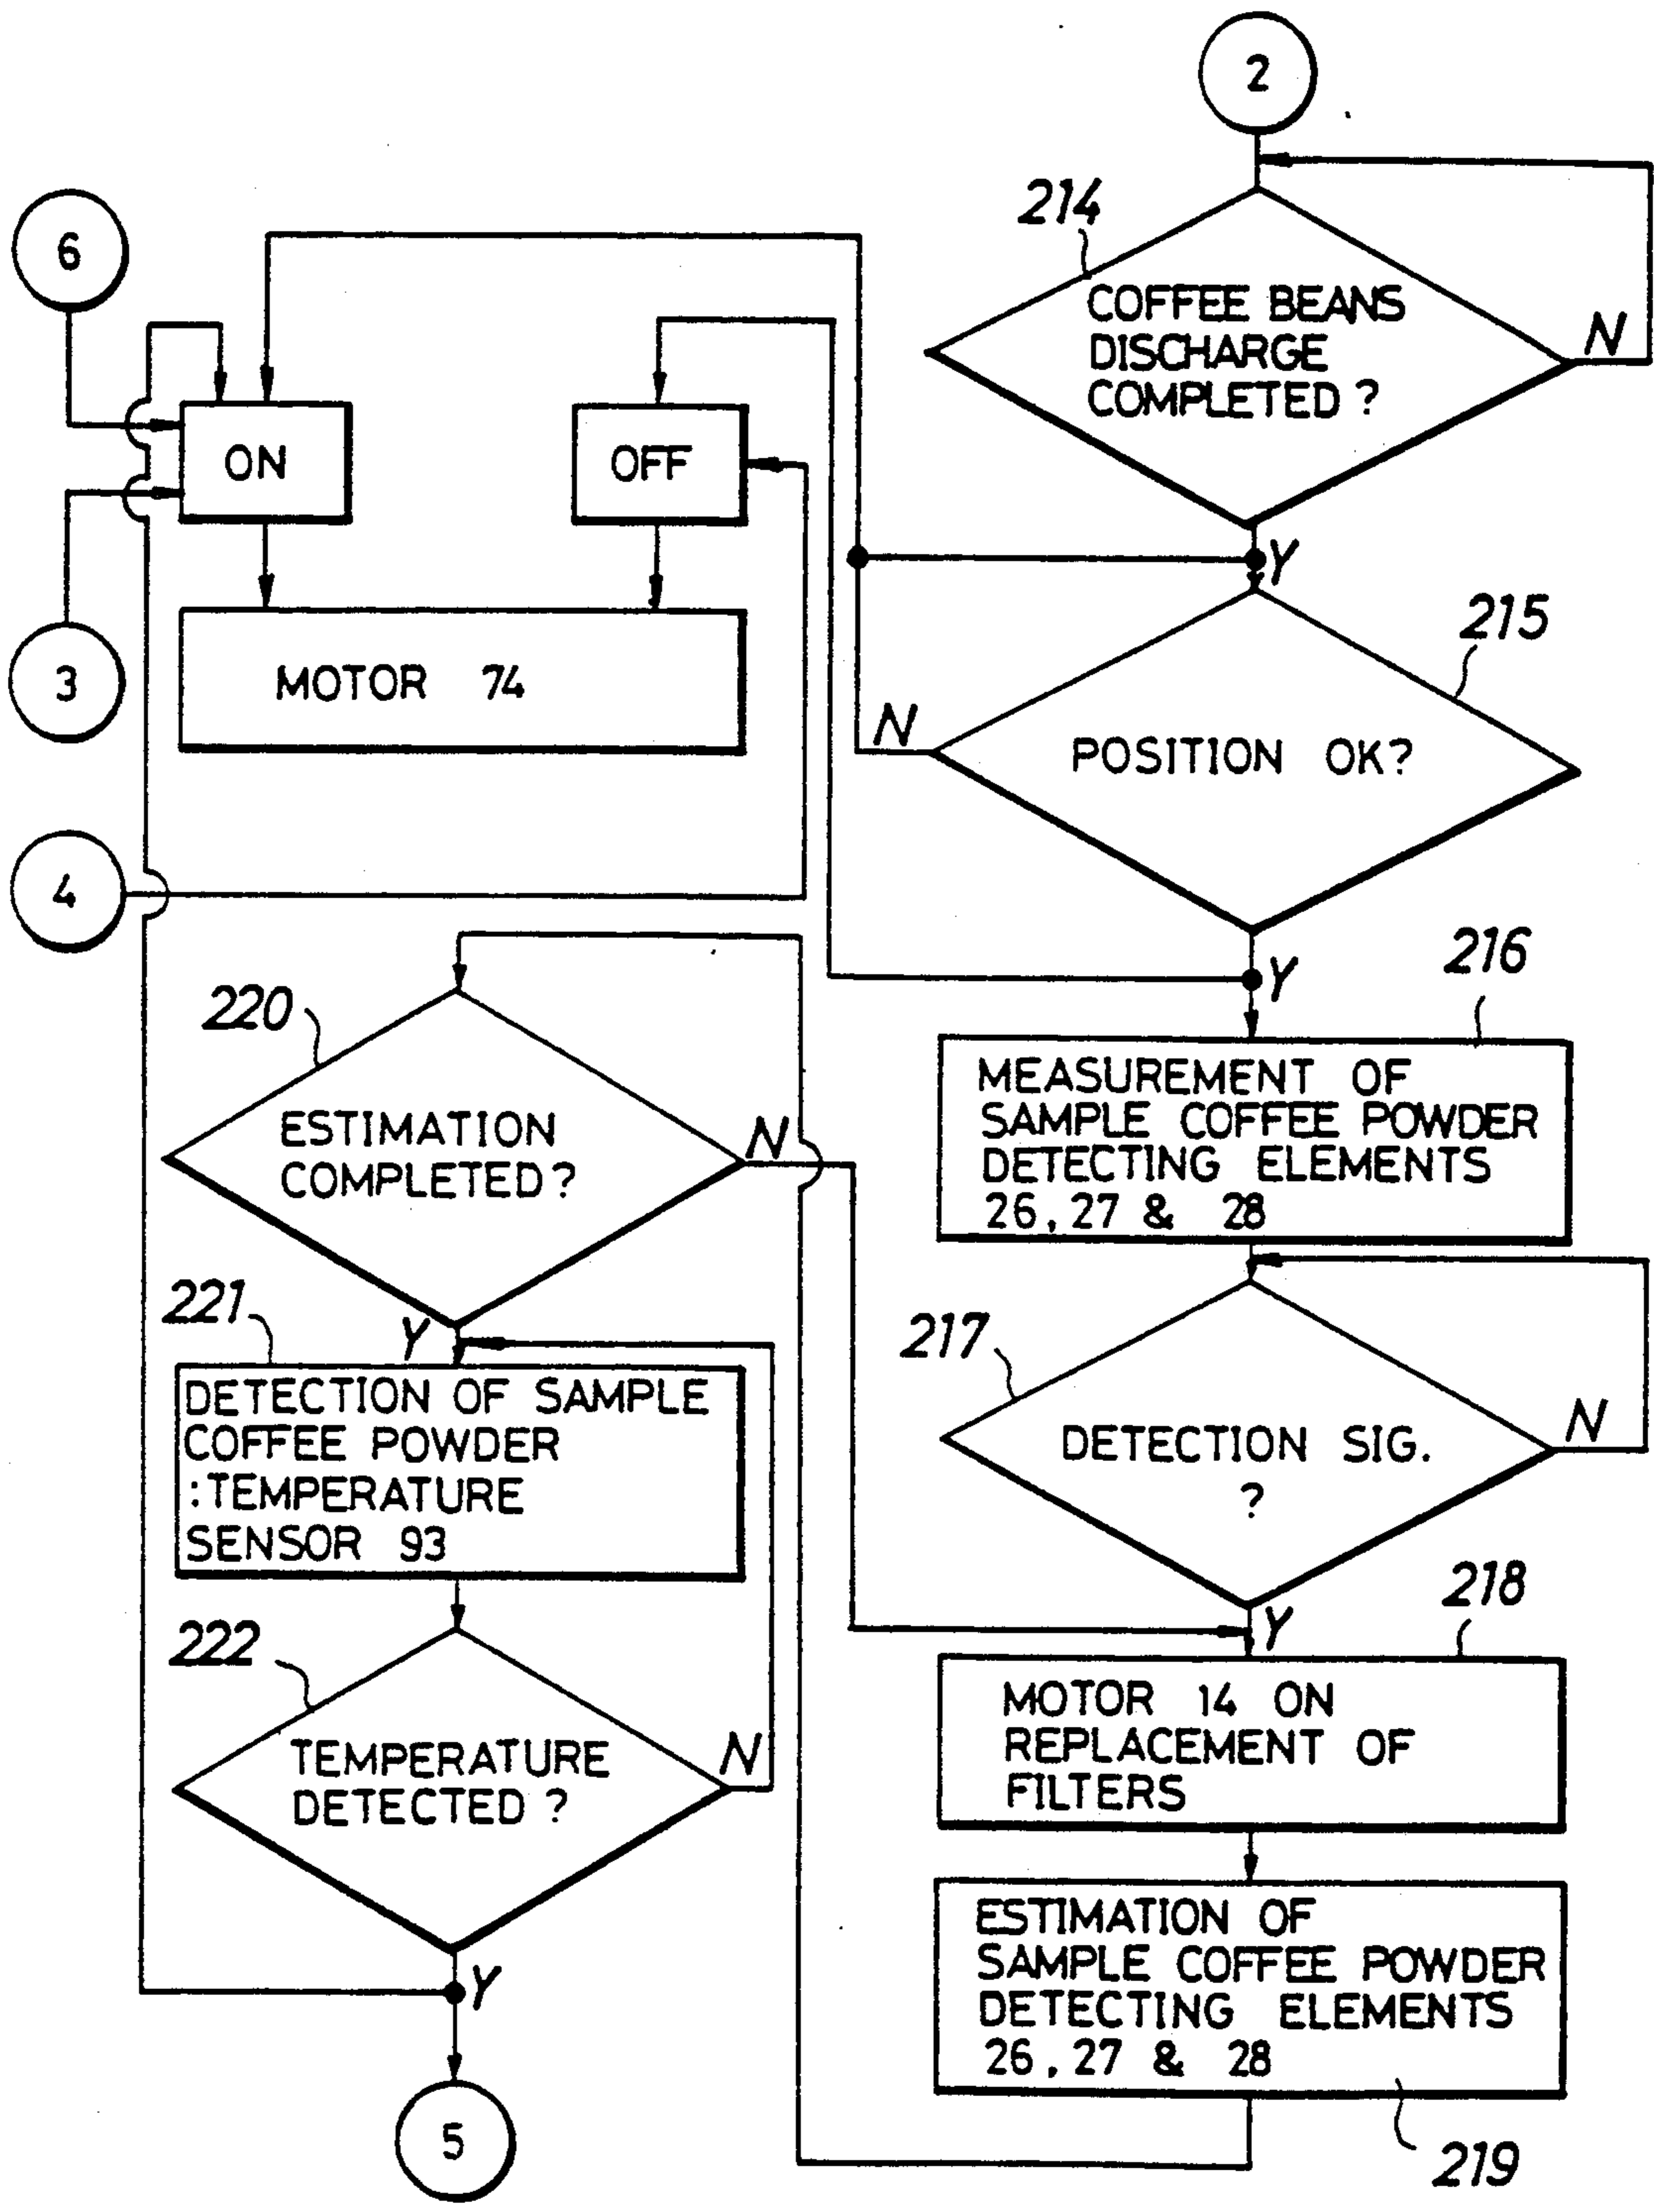 2
214
COFFEE BEANS
DISCHARGE
COMPLETED ?
N
Y
6
ON
OFF
3
MOTOR 74
215
POSITION OK?
N
Y
4
216
MEASUREMENT OF
SAMPLE COFFEE POWDER
DETECTING ELEMENTS
26, 27 & 28
217
DETECTION SIG.
?
N
Y
218
MOTOR 14 ON
REPLACEMENT OF
FILTERS
ESTIMATION OF
SAMPLE COFFEE POWDER
DETECTING ELEMENTS
26, 27 & 28
219
220
ESTIMATION
COMPLETED ?
N
Y
221
DETECTION OF SAMPLE
COFFEE POWDER
:TEMPERATURE
SENSOR 93
222
TEMPERATURE
DETECTED ?
N
Y
5